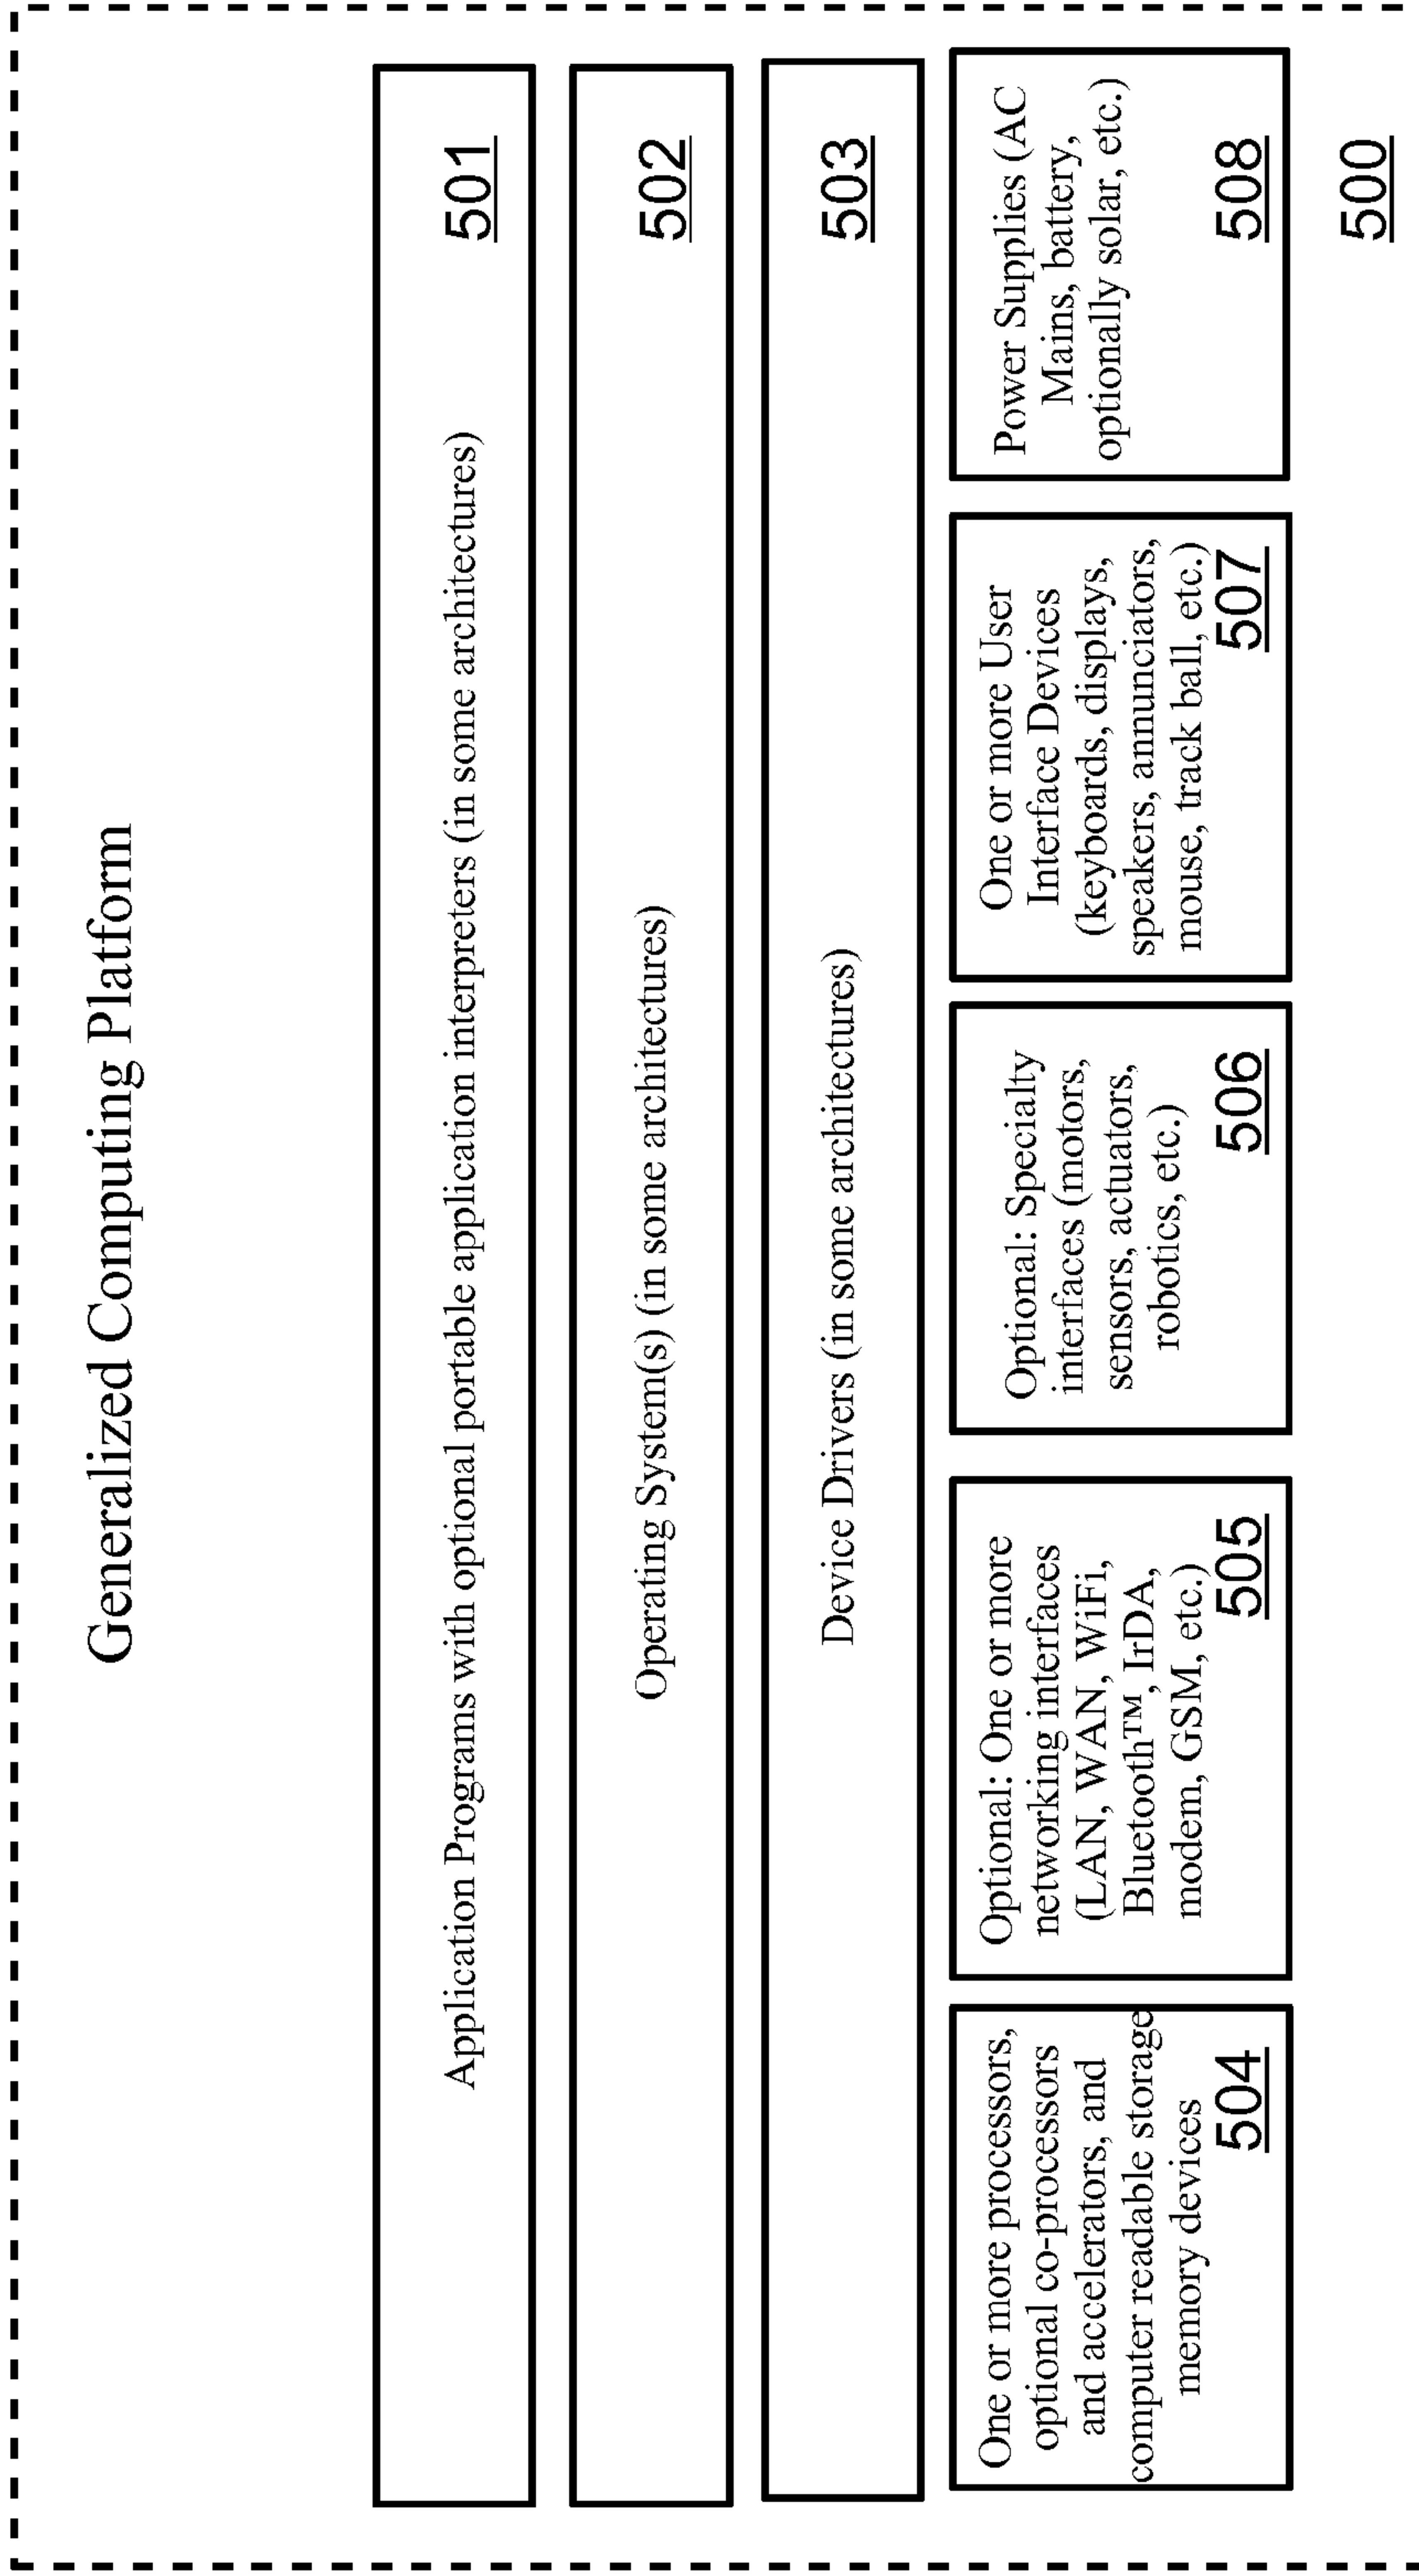 Generalized Computing Platform
Application Programs with optional portable application interpreters (in some architectures)
501
Operating System(s) (in some architectures)
502
Device Drivers (in some architectures)
503
One or more processors,
optional co-processors
and accelerators, and
computer readable storage
memory devices
504
Optional: One or more
networking interfaces
(LAN, WAN, WiFi,
Bluetooth™, IrDA,
modem, GSM, etc.)
505
Optional: Specialty
interfaces (motors,
sensors, actuators,
robotics, etc.)
506
One or more User
Interface Devices
(keyboards, displays,
speakers, annunciators,
mouse, track ball, etc.)
507
Power Supplies (AC
Mains, battery,
optionally solar, etc.)
508
500